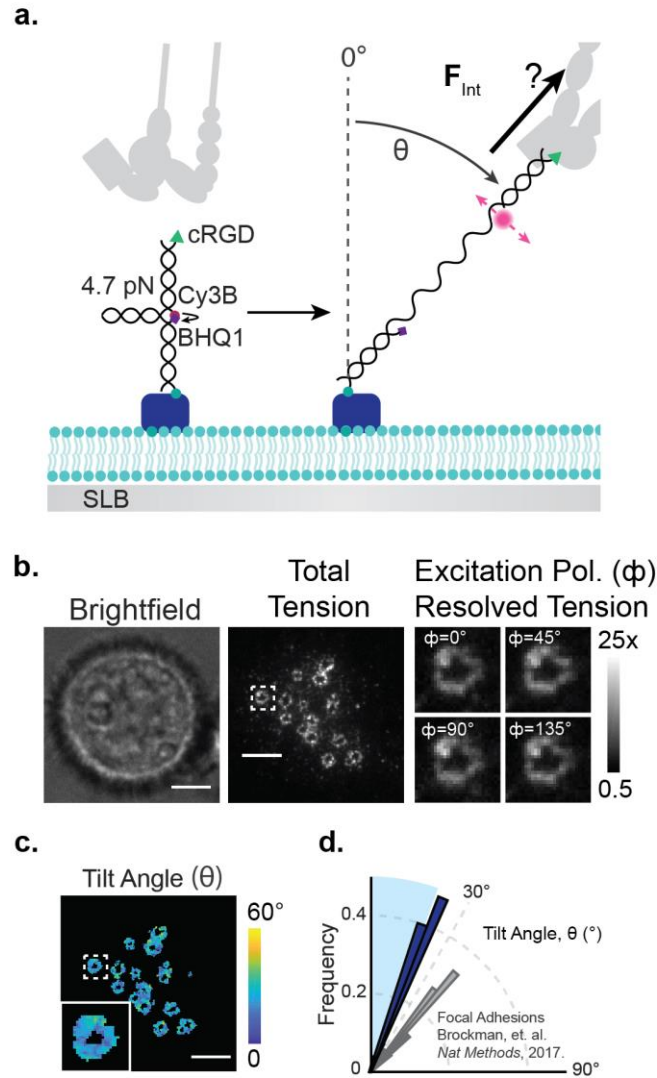 a.
0°
F_Int
?
θ
cRGD
4.7 pN
Cy3B
BHQ1
SLB
b.
Brightfield
Total
Tension
Excitation Pol. (ϕ)
Resolved Tension
ϕ=0°
ϕ=45°
ϕ=90°
ϕ=135°
25x
0.5
c.
Tilt Angle (θ)
60°
0
d.
Frequency
0.4
0.2
0
30°
Tilt Angle, θ (°)
Focal Adhesions
Brockman, et. al.
Nat Methods, 2017.
90°